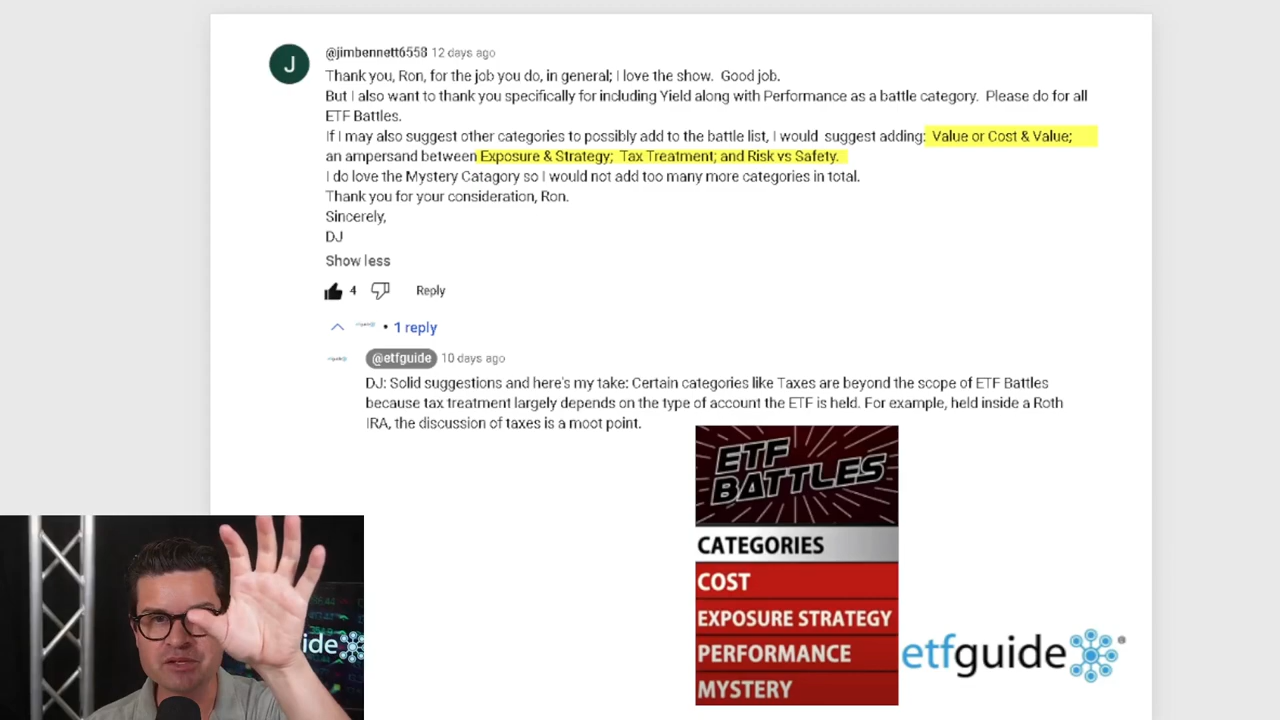 @jimbennett6558 12 days ago
Thank you, Ron, for the job you do, in general; I love the show. Good job.
But I also want to thank you specifically for including Yield along with Performance as a battle category. Please do for all
ETF Battles.
If I may also suggest other categories to possibly add to the battle list, I would suggest adding: Value or Cost & Value;
an ampersand between Exposure & Strategy; Tax Treatment; and Risk vs Safety.
I do love the Mystery Catagory so I would not add too many more categories in total.
Thank you for your consideration, Ron.
Sincerely,
DJ
Show less
4 Reply
• 1 reply
@etfguide 10 days ago
DJ: Solid suggestions and here's my take: Certain categories like Taxes are beyond the scope of ETF Battles
because tax treatment largely depends on the type of account the ETF is held. For example, held inside a Roth
IRA, the discussion of taxes is a moot point.
ETF
BATTLES
CATEGORIES
COST
EXPOSURE STRATEGY
PERFORMANCE
MYSTERY
etfguide
ide
J